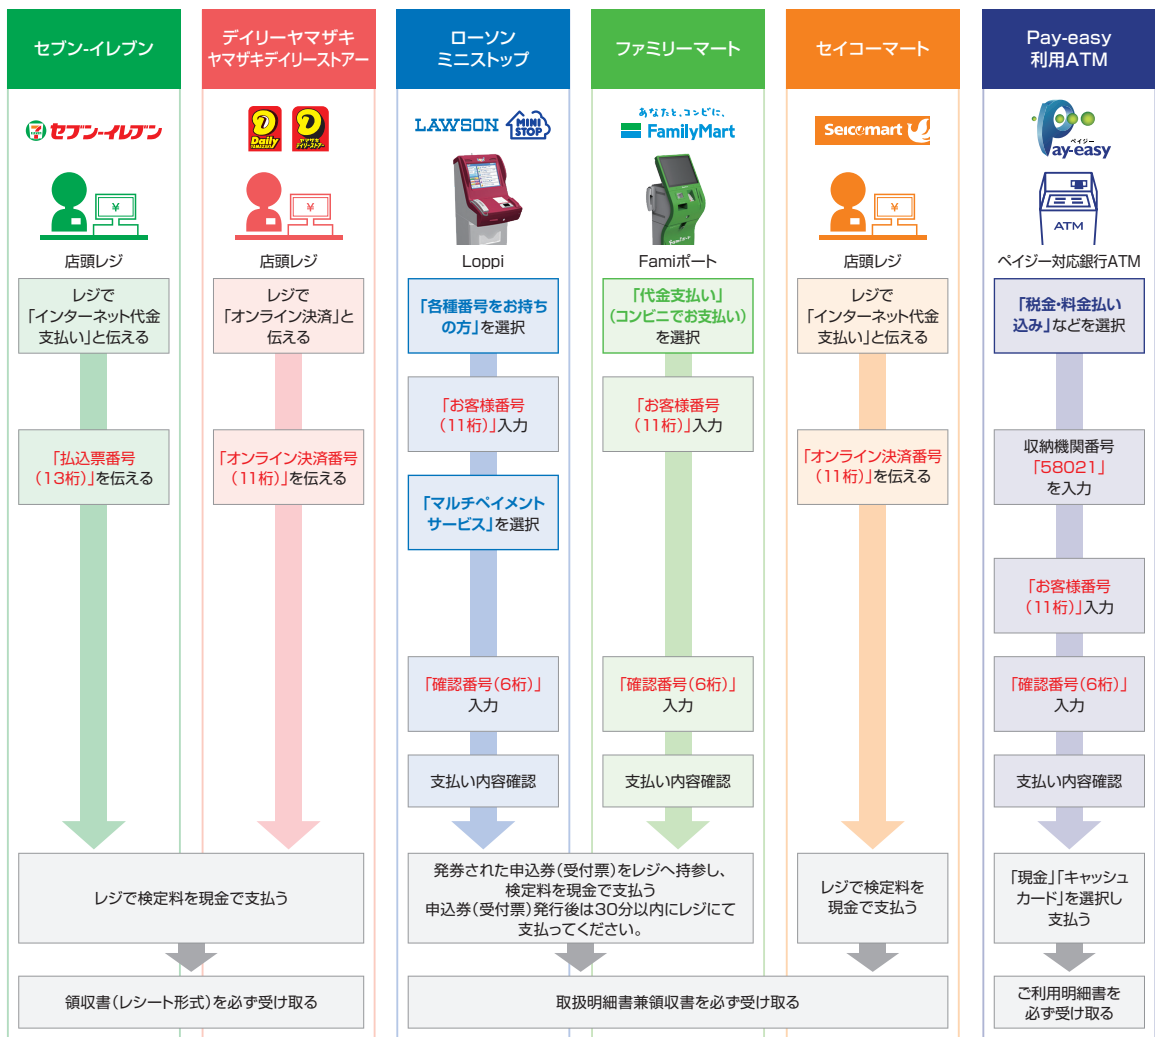 セブン-イレブン
デイリーヤマザキ
ヤマザキデイリーストアー
ローソン
ミニストップ
ファミリーマート
セイコーマート
Pay-easy
利用ATM
7
セブン-イレブン
Daily
YAMAZAKI
ヤマザキ
デイリーストアー
LAWSON
MINI
STOP
あなたと、コンビに、
FamilyMart
Seicomart
ペイジー
Pay-easy
¥
¥
¥
ATM
店頭レジ
店頭レジ
Loppi
Famiポート
店頭レジ
ペイジー対応銀行ATM
レジで
「インターネット代金
支払い」と伝える
レジで
「オンライン決済」と
伝える
「各種番号をお持ち
の方」を選択
「代金支払い」
（コンビニでお支払い）
を選択
レジで
「インターネット代金
支払い」と伝える
「税金・料金払い
込み」などを選択
「お客様番号
（11桁）」入力
「お客様番号
（11桁）」入力
「払込票番号
（13桁）」を伝える
「オンライン決済番号
（11桁）」を伝える
「マルチペイメント
サービス」を選択
「オンライン決済番号
（11桁）」を伝える
収納機関番号
「58021」
を入力
「お客様番号
（11桁）」入力
「確認番号（6桁）」
入力
「確認番号（6桁）」
入力
「確認番号（6桁）」
入力
支払い内容確認
支払い内容確認
支払い内容確認
レジで検定料を現金で支払う
発券された申込券（受付票）をレジへ持参し、
検定料を現金で支払う
申込券（受付票）発行後は30分以内にレジにて
支払ってください。
レジで検定料を
現金で支払う
「現金」「キャッシュ
カード」を選択し
支払う
領収書（レシート形式）を必ず受け取る
取扱明細書兼領収書を必ず受け取る
ご利用明細書を
必ず受け取る